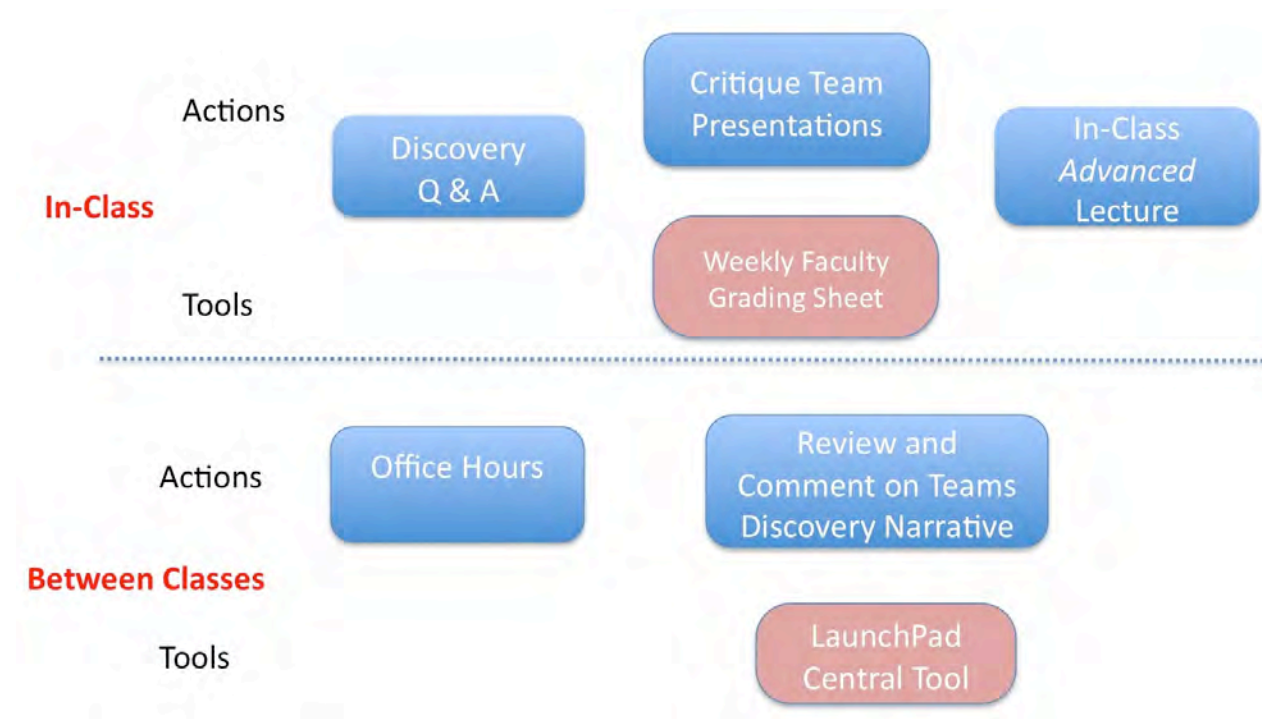 Actions
Discovery
Q & A
Critique Team
Presentations
In-Class
Advanced
Lecture
In-Class
Tools
Weekly Faculty
Grading Sheet
Actions
Office Hours
Review and
Comment on Teams
Discovery Narrative
Between Classes
Tools
LaunchPad
Central Tool